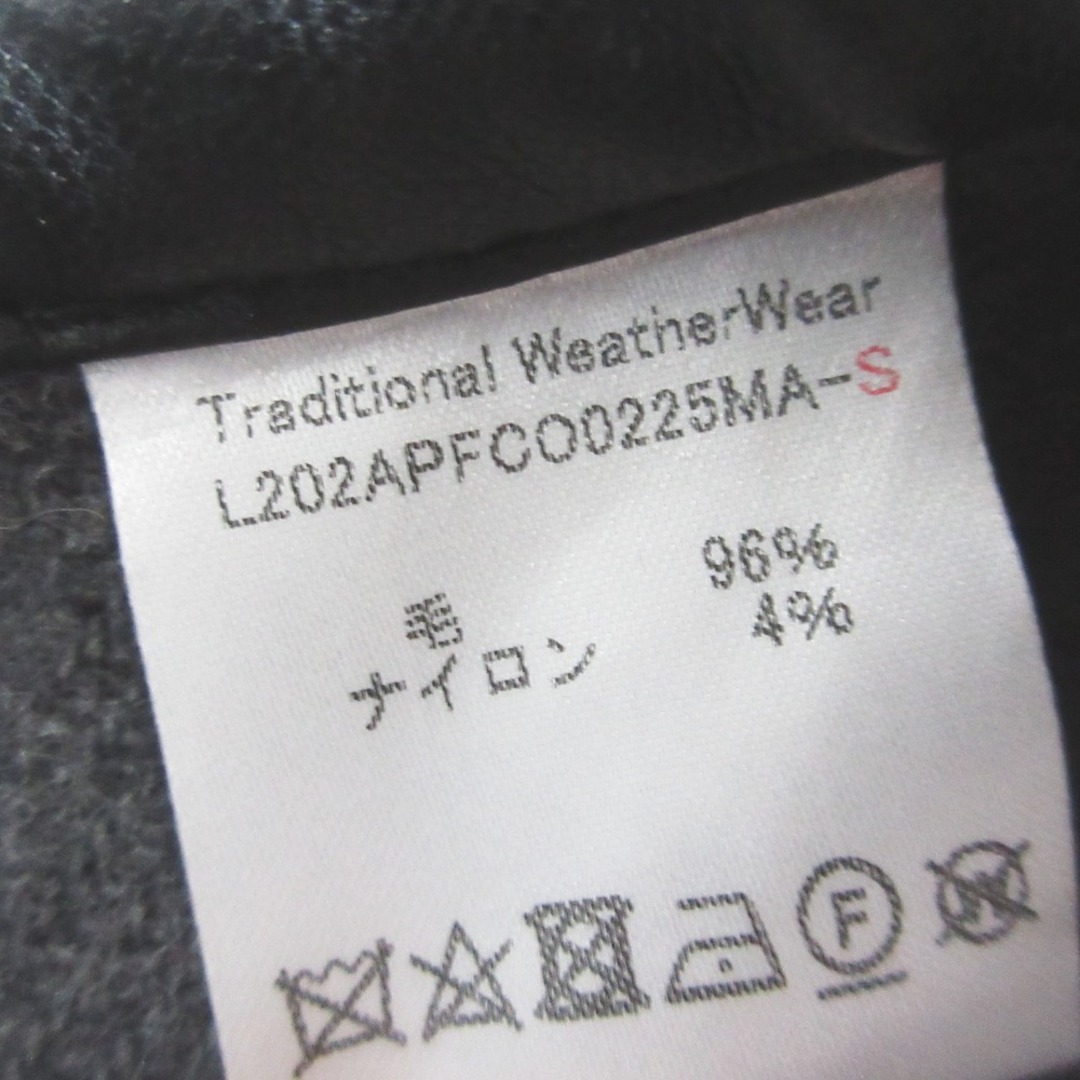 Traditional WeatherWear
L202APFCO0225MA-S
毛 96%
ナイロン 4%
F
W